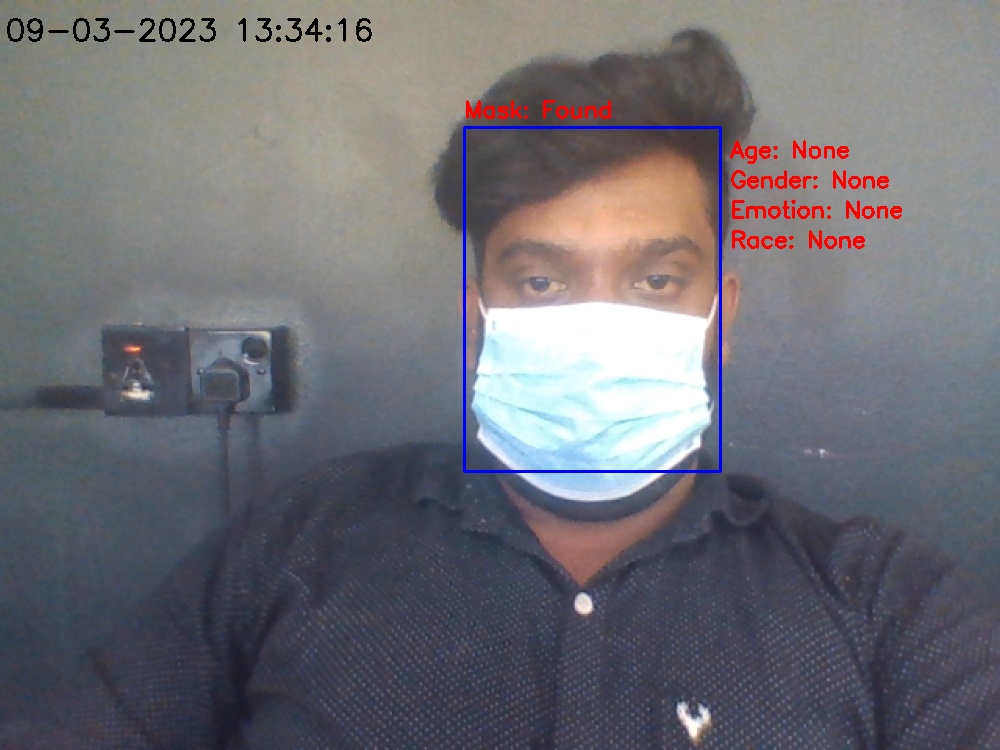 09-03-2023 13:34:16
Mask: Found
Age: None
Gender: None
Emotion: None
Race: None